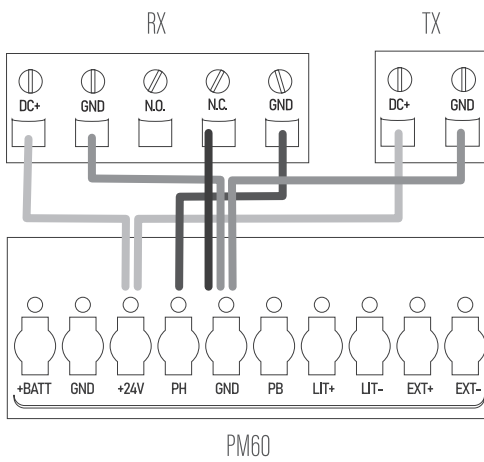 RX TX
DC+ GND N.O. N.C. GND DC+ GND
+BATT GND +24V PH GND PB LIT+ LIT- EXT+ EXT-
PM60